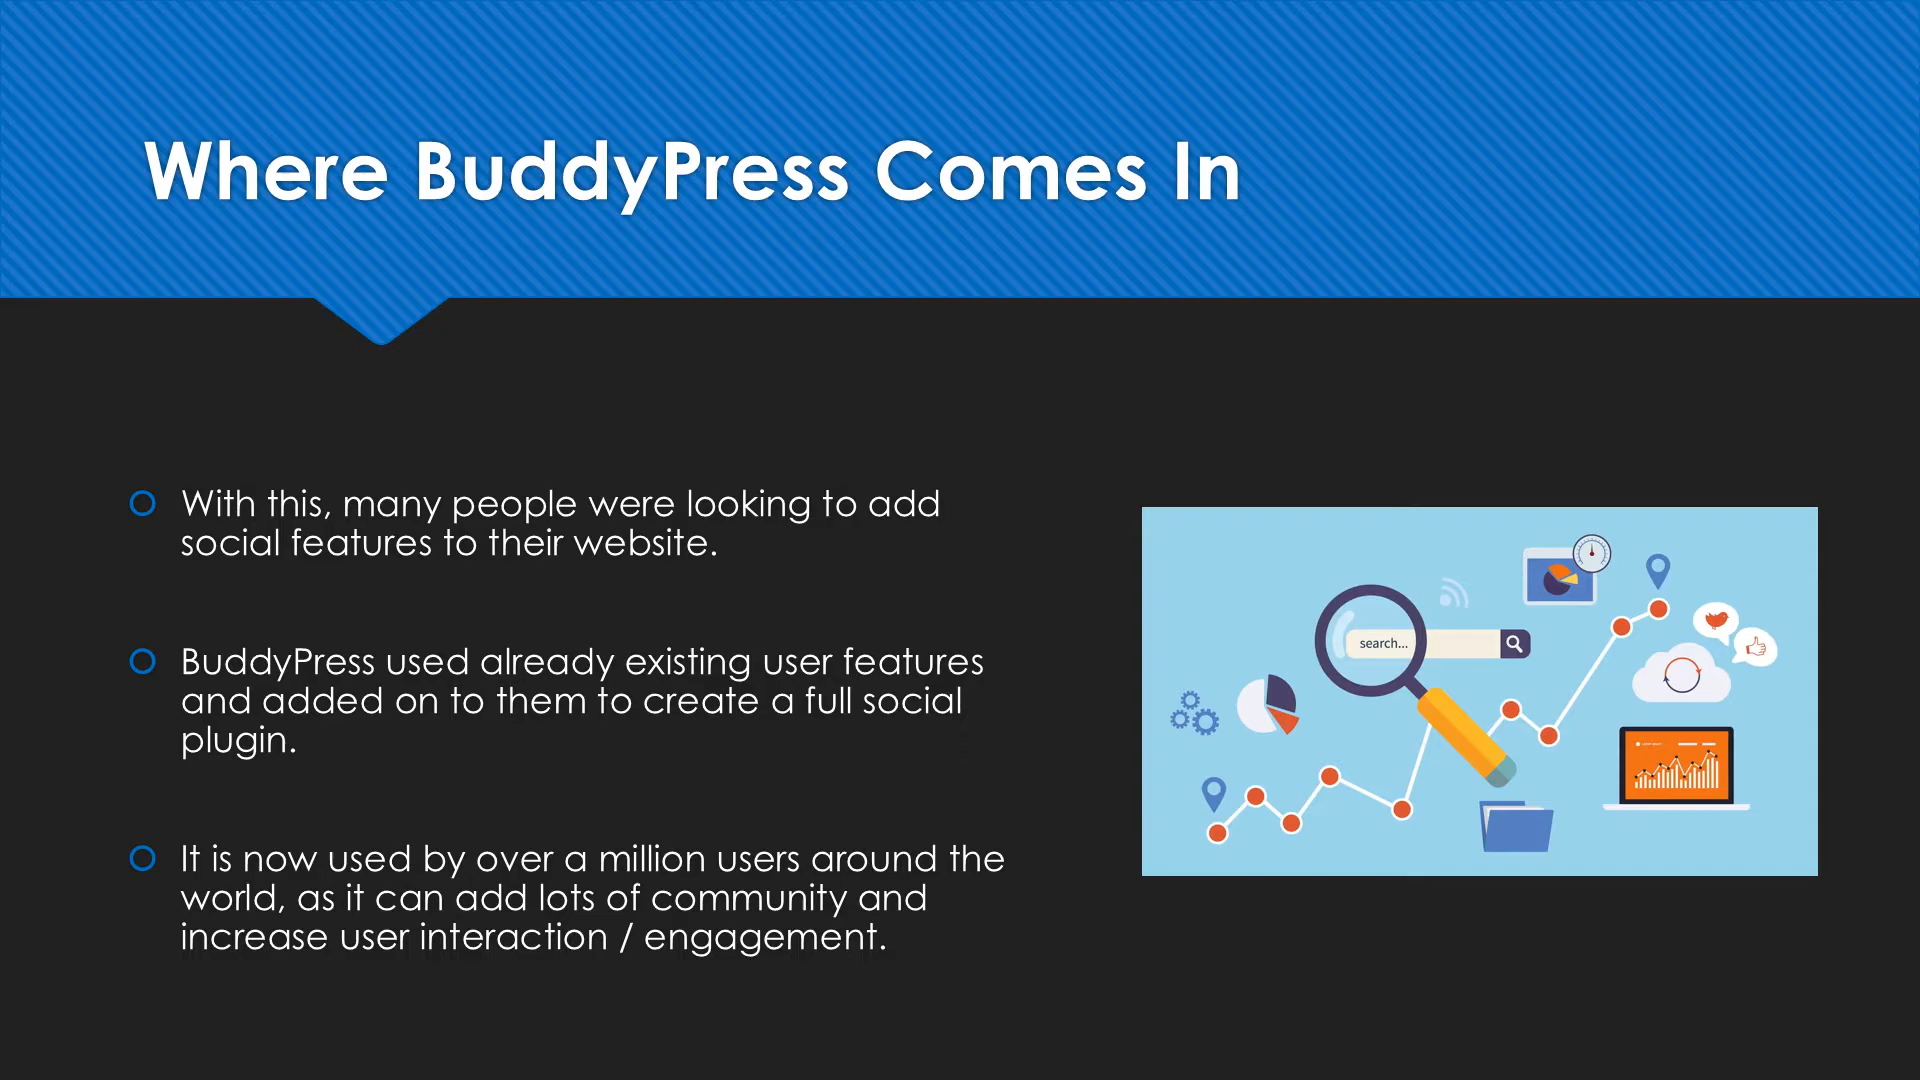 Where BuddyPress Comes In
With this, many people were looking to add
social features to their website.
BuddyPress used already existing user features
and added on to them to create a full social
plugin.
It is now used by over a million users around the
world, as it can add lots of community and
increase user interaction / engagement.
search...